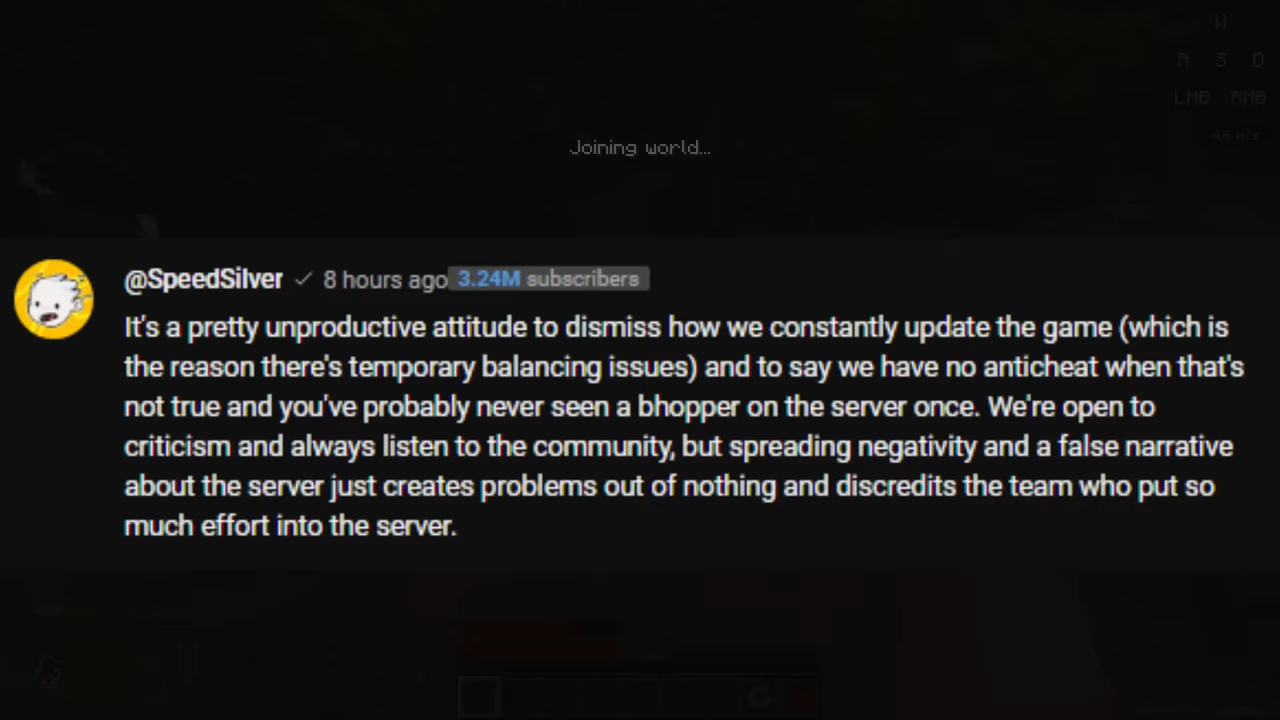 W
A S D
LMB RMB
Joining world...
@SpeedSilver 8 hours ago 3.24M subscribers
It's a pretty unproductive attitude to dismiss how we constantly update the game (which is
the reason there's temporary balancing issues) and to say we have no anticheat when that's
not true and you've probably never seen a bhopper on the server once. We're open to
criticism and always listen to the community, but spreading negativity and a false narrative
about the server just creates problems out of nothing and discredits the team who put so
much effort into the server.